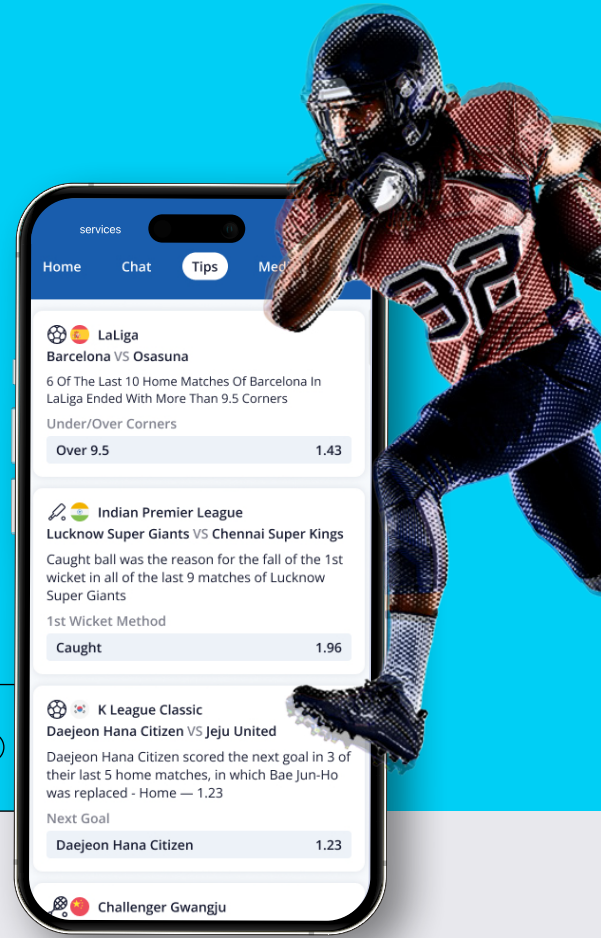 services
Home Chat Tips Med
LaLiga
Barcelona VS Osasuna
6 Of The Last 10 Home Matches Of Barcelona In
LaLiga Ended With More Than 9.5 Corners
Under/Over Corners
Over 9.5 1.43
Indian Premier League
Lucknow Super Giants VS Chennai Super Kings
Caught ball was the reason for the fall of the 1st
wicket in all of the last 9 matches of Lucknow
Super Giants
1st Wicket Method
Caught 1.96
K League Classic
Daejeon Hana Citizen VS Jeju United
Daejeon Hana Citizen scored the next goal in 3 of
their last 5 home matches, in which Bae Jun-Ho
was replaced - Home — 1.23
Next Goal
Daejeon Hana Citizen 1.23
Challenger Gwangju
32